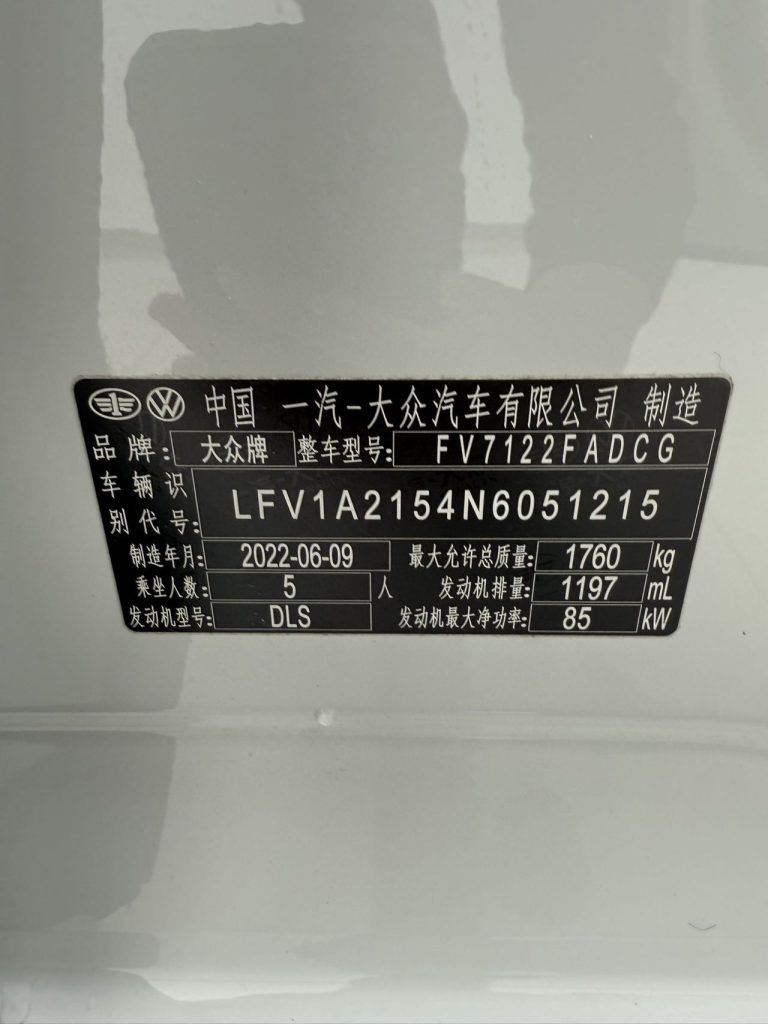 中国 一汽-大众汽车有限公司 制造
品牌: 大众牌 整车型号: FV7122FADCG
车辆识别代号: LFV1A2154N6051215
制造年月: 2022-06-09 最大允许总质量: 1760 kg
乘坐人数: 5 人 发动机排量: 1197 mL
发动机型号: DLS 发动机最大净功率: 85 kW